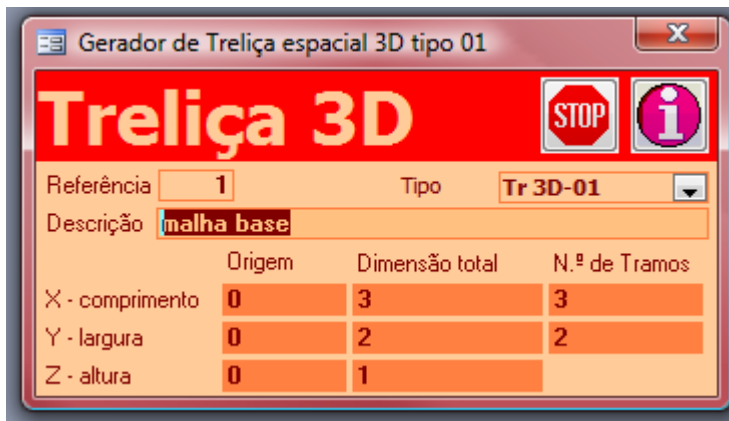 Gerador de Treliça espacial 3D tipo 01
Treliça 3D STOP i
Referência 1 Tipo Tr 3D-01
Descrição malha base
Origem Dimensão total N.º de Tramos
X - comprimento 0 3 3
Y - largura 0 2 2
Z - altura 0 1